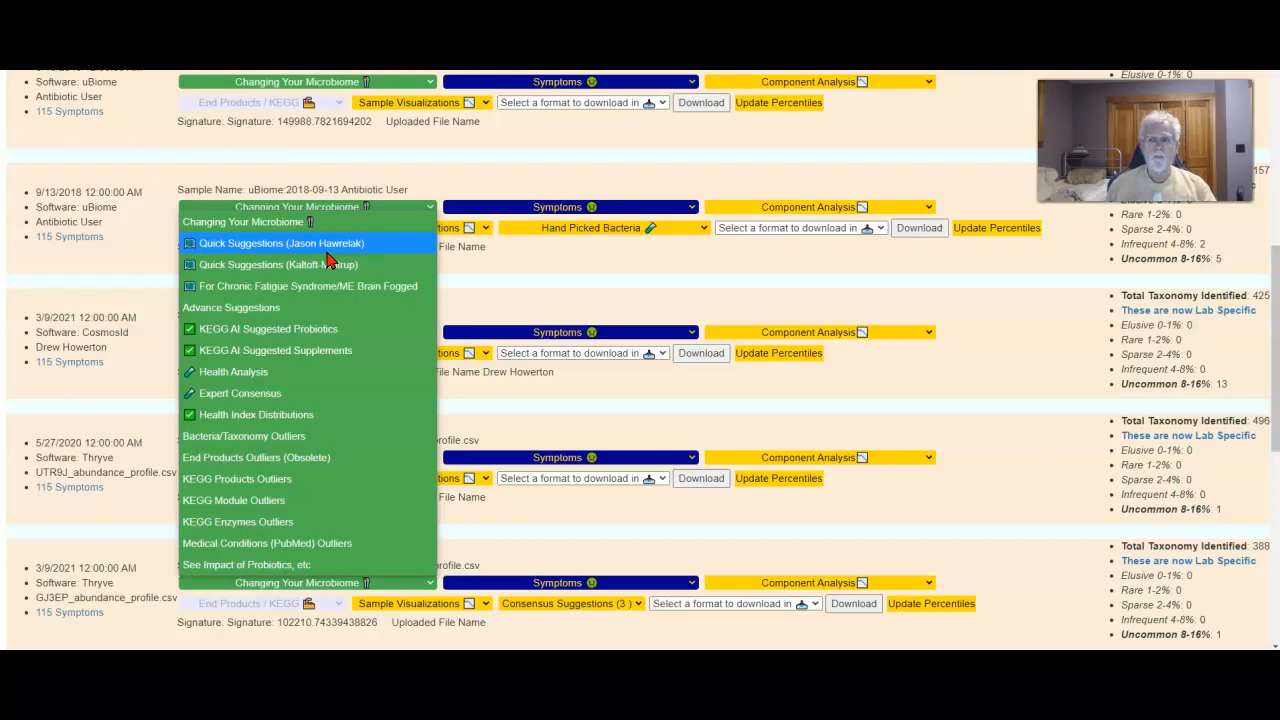 Software: uBiome
Antibiotic User
115 Symptoms
Changing Your Microbiome
Symptoms
Component Analysis
Elusive 0-1%: 0
End Products / KEGG
Sample Visualizations
Select a format to download in
Download
Update Percentiles
Signature: Signature: 149988.7821694202 Uploaded File Name
9/13/2018 12:00:00 AM
Software: uBiome
Antibiotic User
115 Symptoms
Sample Name: uBiome:2018-09-13 Antibiotic User
Changing Your Microbiome
Symptoms
Component Analysis
Hand Picked Bacteria
Select a format to download in
Download
Update Percentiles
File Name
157
Elusive 0-1%: 0
Rare 1-2%: 0
Sparse 2-4%: 0
Infrequent 4-8%: 2
Uncommon 8-16%: 5
Changing Your Microbiome
Quick Suggestions (Jason Hawrelak)
Quick Suggestions (Kaltoft-
For Chronic Fatigue Syndrome/ME Brain Fogged
Advance Suggestions
KEGG AI Suggested Probiotics
KEGG AI Suggested Supplements
Health Analysis
Expert Consensus
Health Index Distributions
Bacteria/Taxonomy Outliers
End Products Outliers (Obsolete)
KEGG Products Outliers
KEGG Module Outliers
KEGG Enzymes Outliers
Medical Conditions (PubMed) Outliers
See Impact of Probiotics, etc
3/9/2021 12:00:00 AM
Software: CosmosId
Drew Howerton
115 Symptoms
Symptoms
Component Analysis
Select a format to download in
Download
Update Percentiles
File Name Drew Howerton
Total Taxonomy Identified: 425
These are now Lab Specific
Elusive 0-1%: 0
Rare 1-2%: 0
Sparse 2-4%: 0
Infrequent 4-8%: 0
Uncommon 8-16%: 13
5/27/2020 12:00:00 AM
Software: Thryve
UTR9J_abundance_profile.csv
115 Symptoms
profile.csv
Symptoms
Component Analysis
Select a format to download in
Download
Update Percentiles
File Name
Total Taxonomy Identified: 496
These are now Lab Specific
Elusive 0-1%: 0
Rare 1-2%: 0
Sparse 2-4%: 0
Infrequent 4-8%: 0
Uncommon 8-16%: 1
3/9/2021 12:00:00 AM
Software: Thryve
GJ3EP_abundance_profile.csv
115 Symptoms
profile.csv
Changing Your Microbiome
Symptoms
Component Analysis
End Products / KEGG
Sample Visualizations
Consensus Suggestions (3 )
Select a format to download in
Download
Update Percentiles
Signature: Signature: 102210.74339438826 Uploaded File Name
Total Taxonomy Identified: 388
These are now Lab Specific
Elusive 0-1%: 0
Rare 1-2%: 0
Sparse 2-4%: 0
Infrequent 4-8%: 0
Uncommon 8-16%: 1